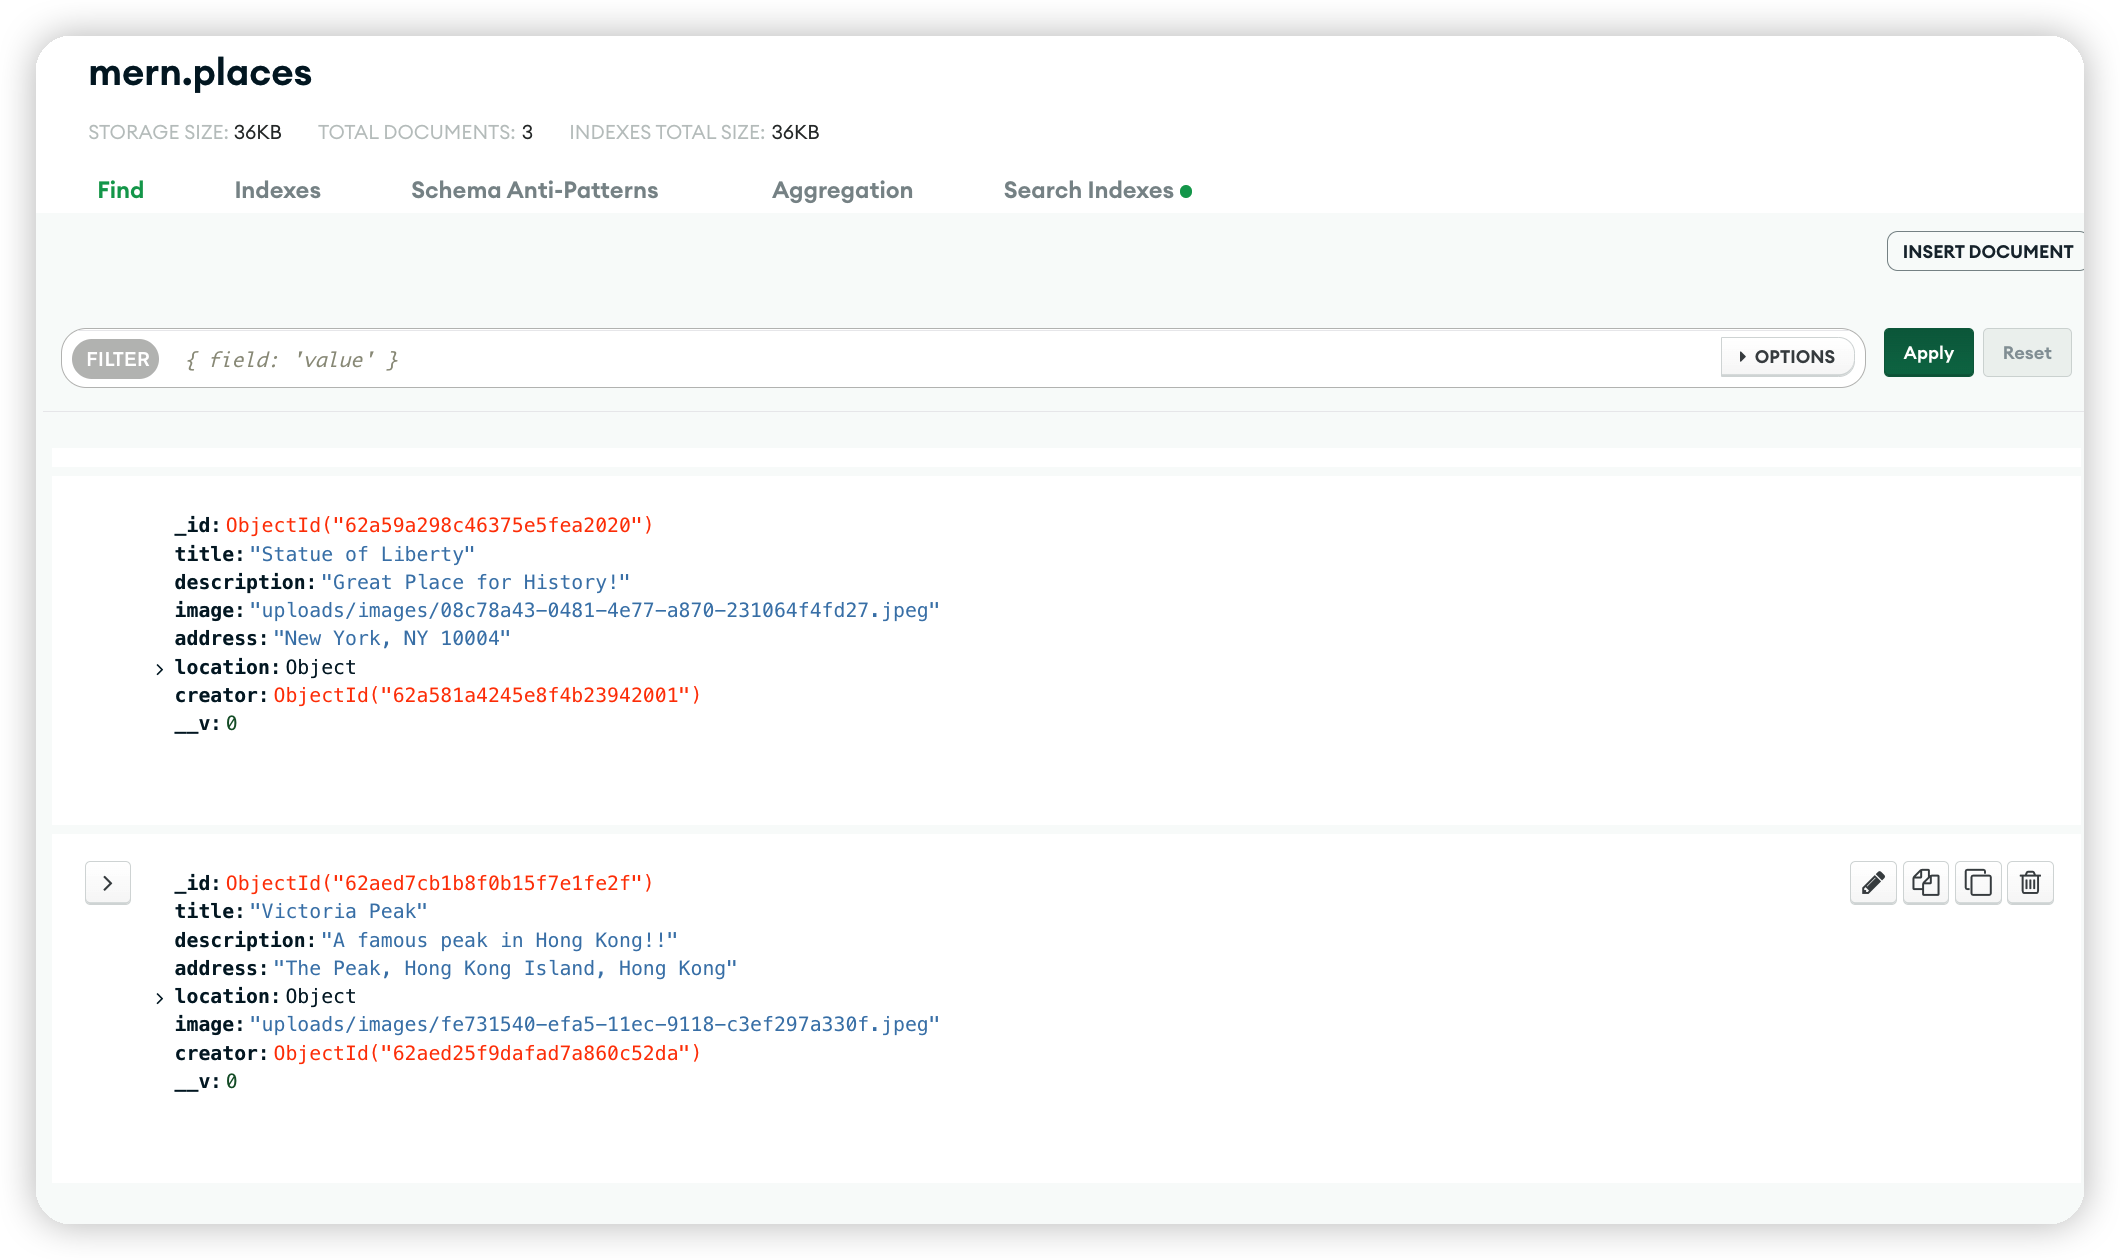 mern.places
STORAGE SIZE: 36KB TOTAL DOCUMENTS: 3 INDEXES TOTAL SIZE: 36KB
Find Indexes Schema Anti-Patterns Aggregation Search Indexes
INSERT DOCUMENT
FILTER { field: 'value' } OPTIONS Apply Reset
_id: ObjectId("62a59a298c46375e5fea2020")
title: "Statue of Liberty"
description: "Great Place for History!"
image: "uploads/images/08c78a43-0481-4e77-a870-231064f4fd27.jpeg"
address: "New York, NY 10004"
location: Object
creator: ObjectId("62a581a4245e8f4b23942001")
__v: 0
_id: ObjectId("62aed7cb1b8f0b15f7e1fe2f")
title: "Victoria Peak"
description: "A famous peak in Hong Kong!!"
address: "The Peak, Hong Kong Island, Hong Kong"
location: Object
image: "uploads/images/fe731540-efa5-11ec-9118-c3ef297a330f.jpeg"
creator: ObjectId("62aed25f9dafad7a860c52da")
__v: 0